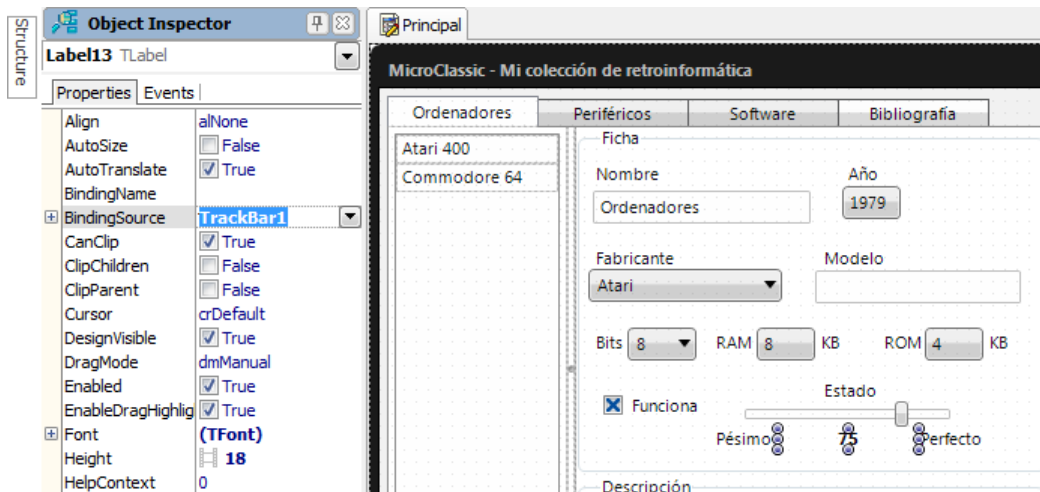 Structure
Object Inspector
Label13 TLabel
Properties Events
Align alNone
AutoSize False
AutoTranslate True
BindingName
BindingSource TrackBar1
CanClip True
ClipChildren False
ClipParent False
Cursor crDefault
DesignVisible True
DragMode dmManual
Enabled True
EnableDragHighlig True
Font (TFont)
Height 18
HelpContext 0
Principal
MicroClassic - Mi colección de retroinformática
Ordenadores Periféricos Software Bibliografía
Atari 400
Commodore 64
Ficha
Nombre Año
Ordenadores 1979
Fabricante Modelo
Atari
Bits 8 RAM 8 KB ROM 4 KB
Funciona Estado
Pésimo 75 Perfecto
Descripción